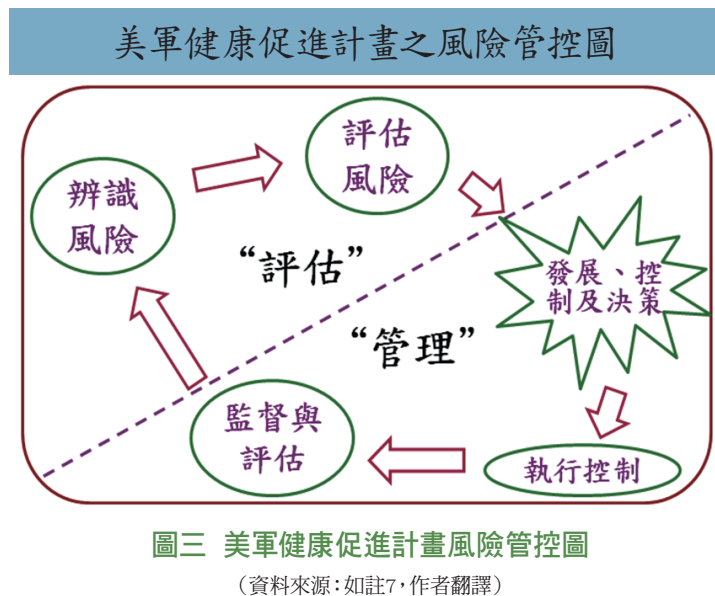 美軍健康促進計畫之風險管控圖
評估
風險
辨識
風險
“評估”
發展、控
制及決策
“管理”
監督與
評估
執行控制
圖三 美軍健康促進計畫風險管控圖
（資料來源：如註7，作者翻譯）